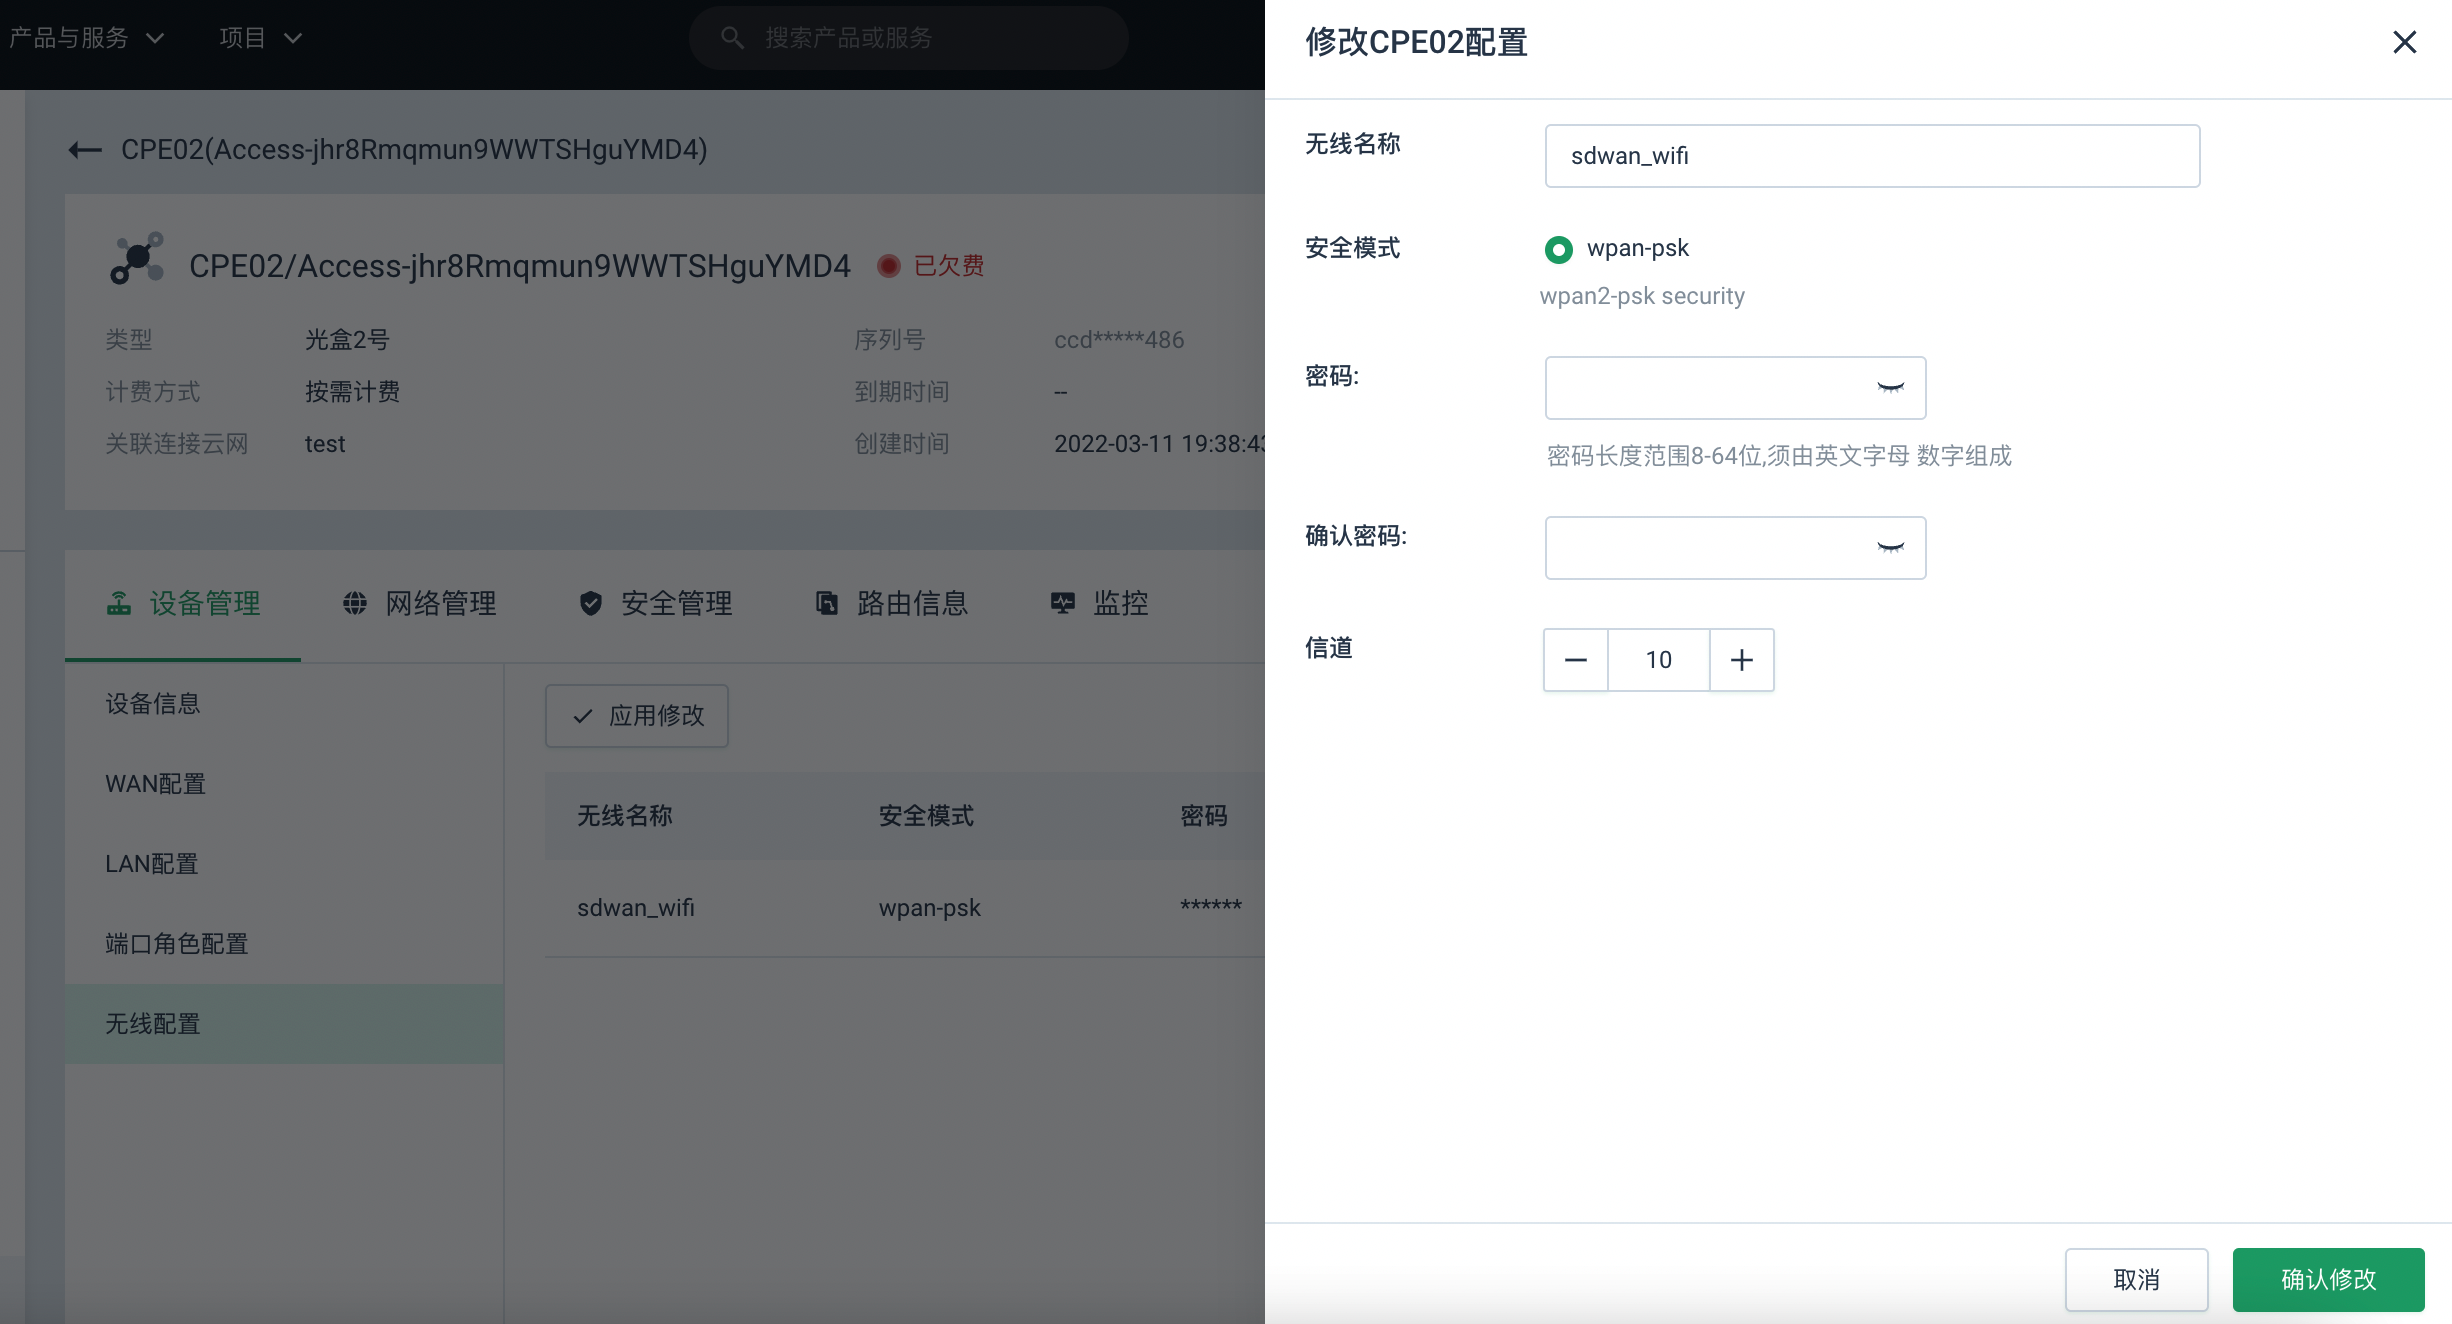 产品与服务
项目
搜索产品或服务
CPE02(Access-jhr8Rmqmun9WWTSHguYMD4)
CPE02/Access-jhr8Rmqmun9WWTSHguYMD4 已欠费
类型 光盒2号 序列号 ccd*****486
计费方式 按需计费 到期时间 --
关联连接云网 test 创建时间 2022-03-11 19:38:43
设备管理 网络管理 安全管理 路由信息 监控
设备信息
WAN配置
LAN配置
端口角色配置
无线配置
应用修改
无线名称 安全模式 密码
sdwan_wifi wpan-psk ******
修改CPE02配置
无线名称 sdwan_wifi
安全模式 wpan-psk
wpan2-psk security
密码:
密码长度范围8-64位,须由英文字母 数字组成
确认密码:
信道 10
取消 确认修改